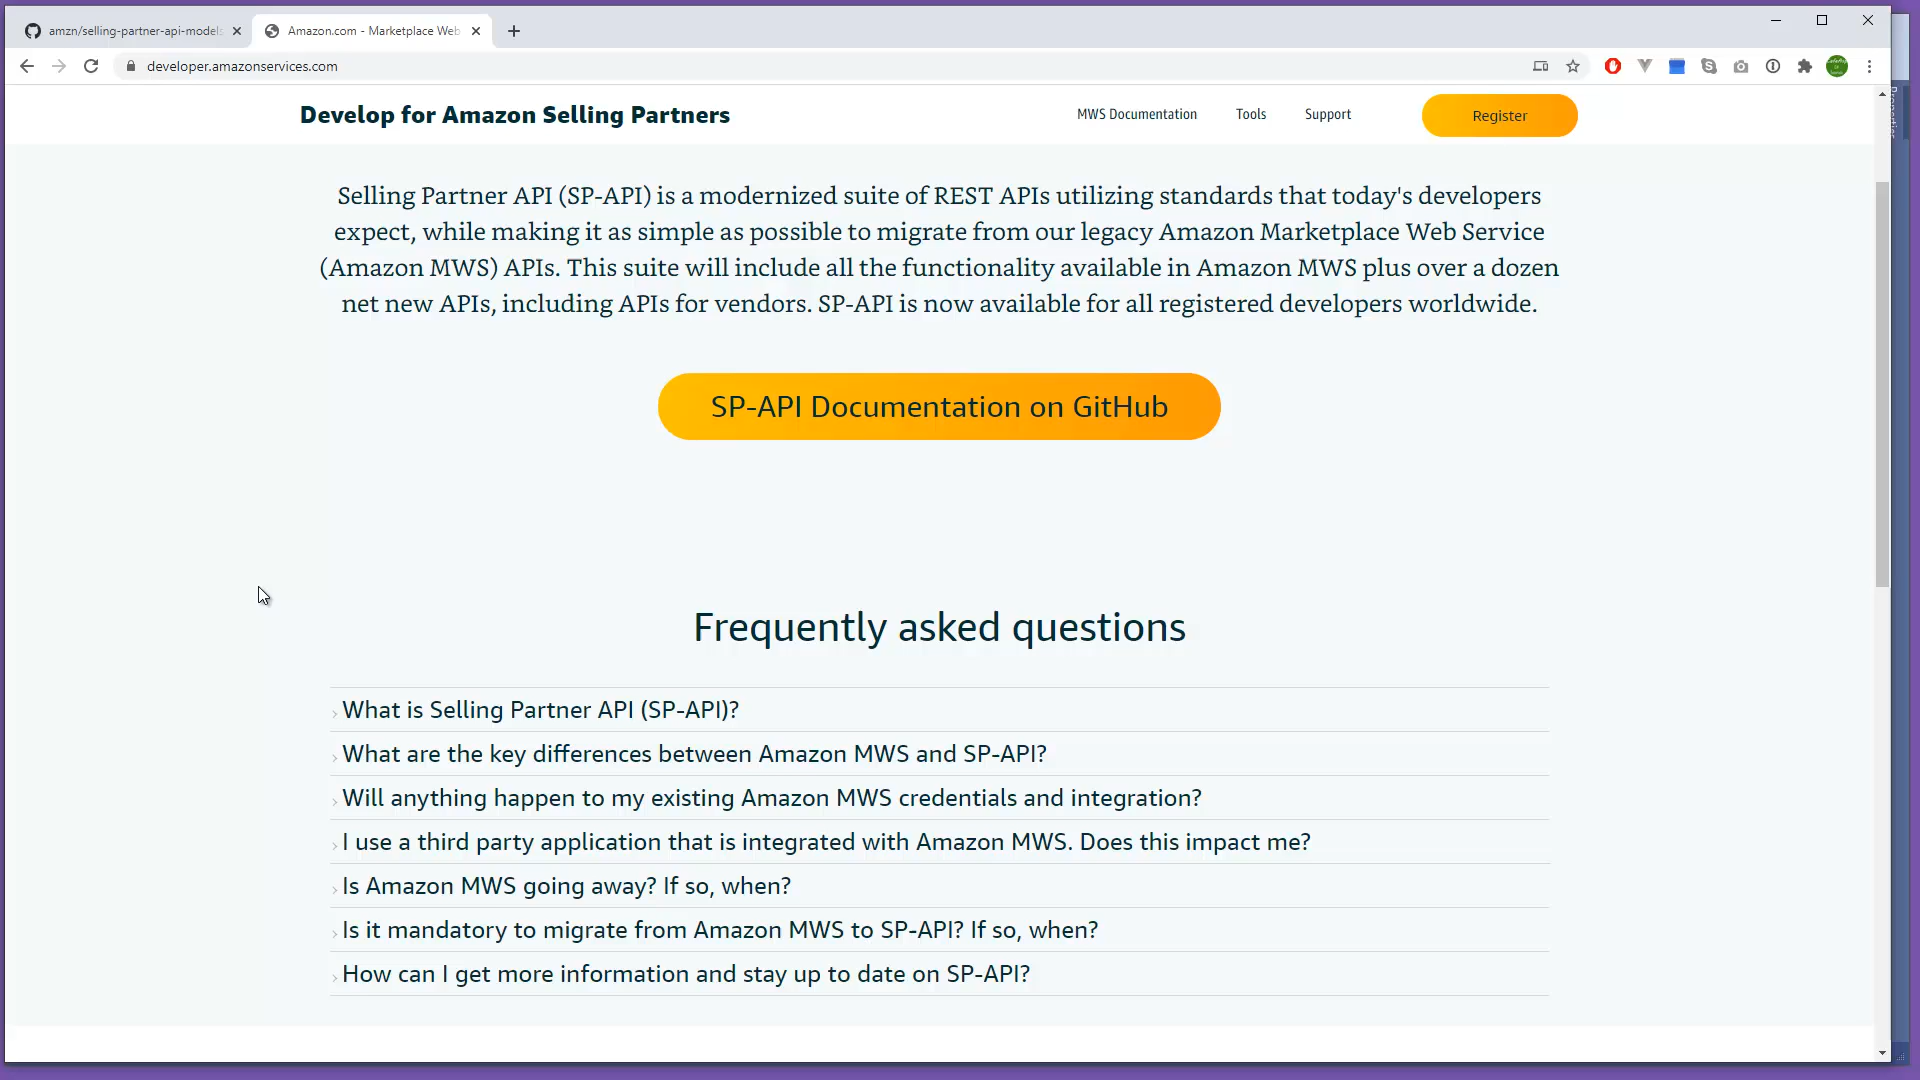 amzn/selling-partner-api-models
Amazon.com - Marketplace Web
developer.amazonservices.com
Develop for Amazon Selling Partners
MWS Documentation
Tools
Support
Register
Selling Partner API (SP-API) is a modernized suite of REST APIs utilizing standards that today's developers
expect, while making it as simple as possible to migrate from our legacy Amazon Marketplace Web Service
(Amazon MWS) APIs. This suite will include all the functionality available in Amazon MWS plus over a dozen
net new APIs, including APIs for vendors. SP-API is now available for all registered developers worldwide.
SP-API Documentation on GitHub
Frequently asked questions
What is Selling Partner API (SP-API)?
What are the key differences between Amazon MWS and SP-API?
Will anything happen to my existing Amazon MWS credentials and integration?
I use a third party application that is integrated with Amazon MWS. Does this impact me?
Is Amazon MWS going away? If so, when?
Is it mandatory to migrate from Amazon MWS to SP-API? If so, when?
How can I get more information and stay up to date on SP-API?